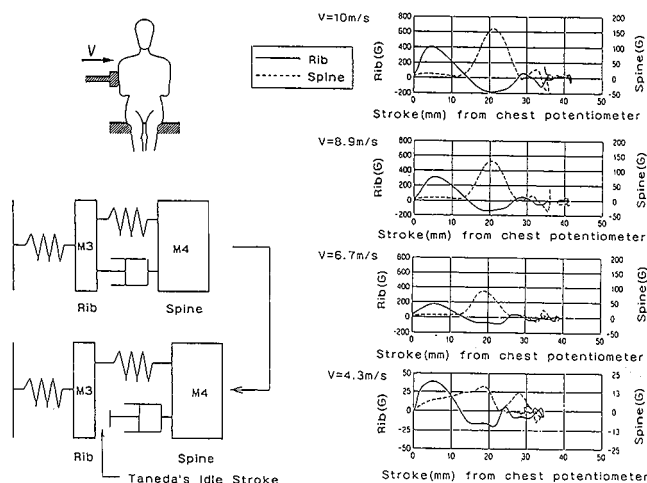 V
Rib
Spine
M3
M4
Rib
Spine
M3
M4
Rib
Spine
Taneda's Idle Stroke
V=10m/s
Rib(G)
800
600
400
200
0
-200
200
150
100
50
0
-50
Spine(G)
0 10 20 30 40 50
Stroke(mm) from chest potentiometer
V=8.9m/s
Rib(G)
800
600
400
200
0
-200
200
150
100
50
0
-50
Spine(G)
0 10 20 30 40 50
Stroke(mm) from chest potentiometer
V=6.7m/s
Rib(G)
800
600
400
200
0
-200
200
150
100
50
0
-50
Spine(G)
0 10 20 30 40 50
Stroke(mm) from chest potentiometer
V=4.3m/s
Rib(G)
50
25
0
-25
-50
25
13
0
-13
-25
Spine(G)
0 10 20 30 40 50
Stroke(mm) from chest potentiometer